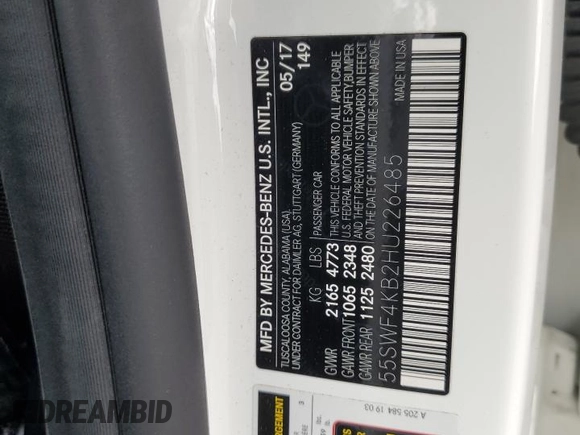 MFD BY MERCEDES-BENZ U.S. INTL., INC
TUSCALOOSA COUNTY, ALABAMA (USA)
UNDER CONTRACT FOR DAIMLER AG, STUTTGART (GERMANY)
05/17
149
KG LBS
PASSENGER CAR
GVWR 2165 4773
GAWR FRONT 1065 2348
GAWR REAR 1125 2480
THIS VEHICLE CONFORMS TO ALL APPLICABLE
U.S. FEDERAL MOTOR VEHICLE SAFETY, BUMPER
AND THEFT PREVENTION STANDARDS IN EFFECT
ON THE DATE OF MANUFACTURE SHOWN ABOVE.
55SWF4KB2HU226485
MADE IN USA
A 205 584 19 03
DREAMBID